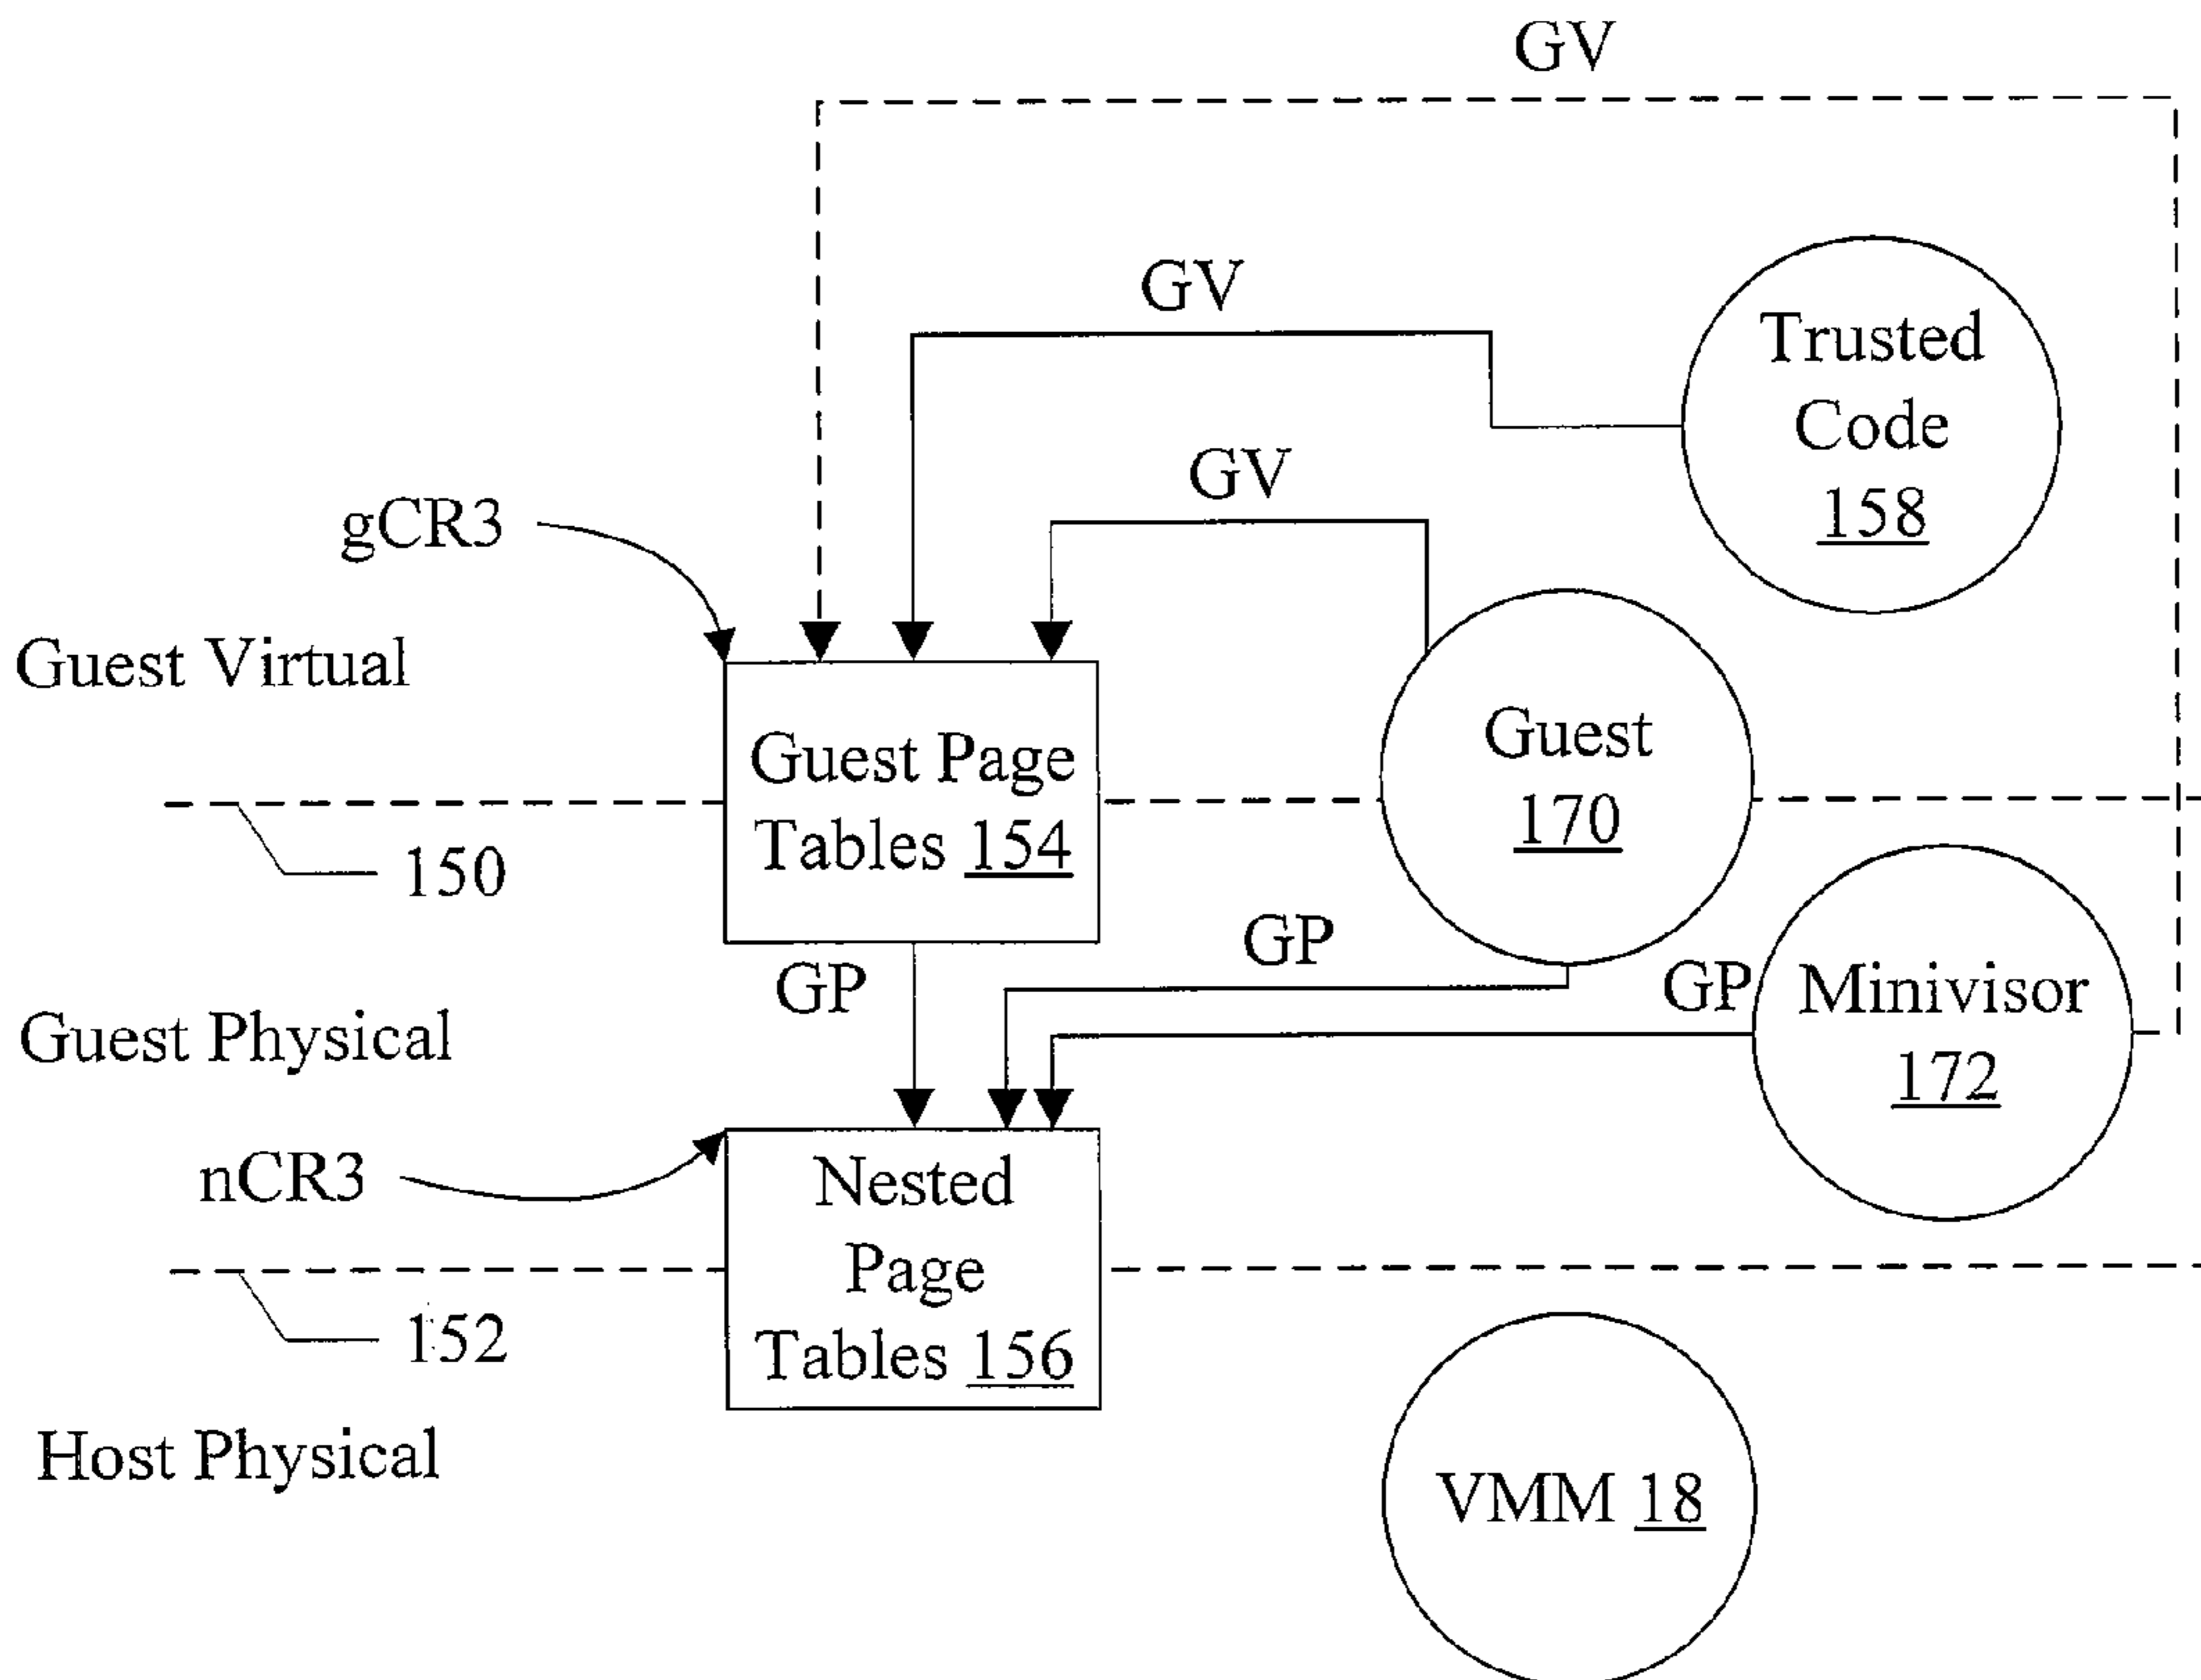 GV
GV
Trusted
Code
158
GV
gCR3
Guest Virtual
Guest Page
Tables 154
Guest
170
150
GP
GP
GP
Minivisor
172
Guest Physical
nCR3
Nested
Page
Tables 156
152
Host Physical
VMM 18